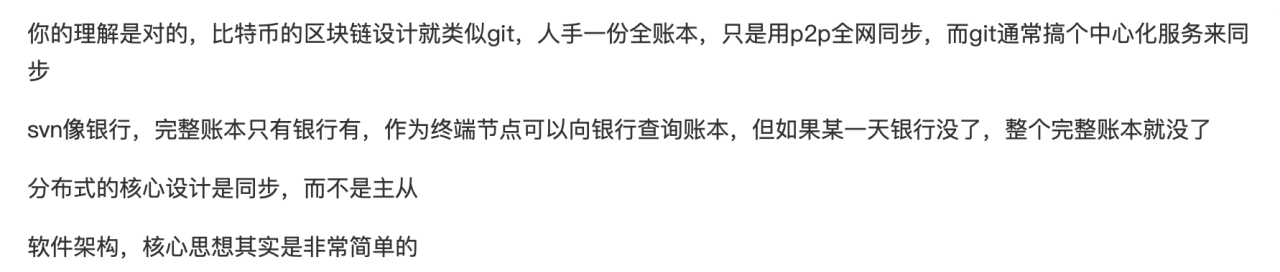 你的理解是对的，比特币的区块链设计就类似git，人手一份全账本，只是用p2p全网同步，而git通常搞个中心化服务来同
步
svn像银行，完整账本只有银行有，作为终端节点可以向银行查询账本，但如果某一天银行没了，整个完整账本就没了
分布式的核心设计是同步，而不是主从
软件架构，核心思想其实是非常简单的